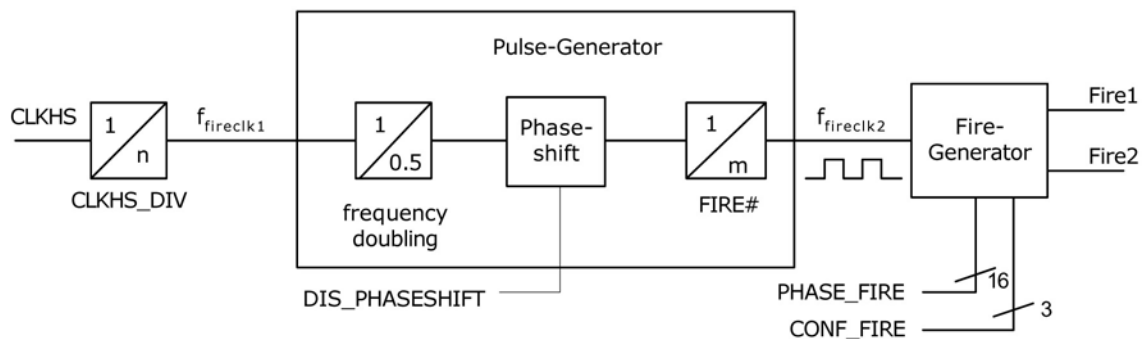 Pulse-Generator
CLKHS
1
n
CLKHS_DIV
f_fireclk1
1
0.5
frequency
doubling
Phase-
shift
1
m
FIRE#
f_fireclk2
Fire-
Generator
Fire1
Fire2
DIS_PHASESHIFT
PHASE_FIRE
16
CONF_FIRE
3